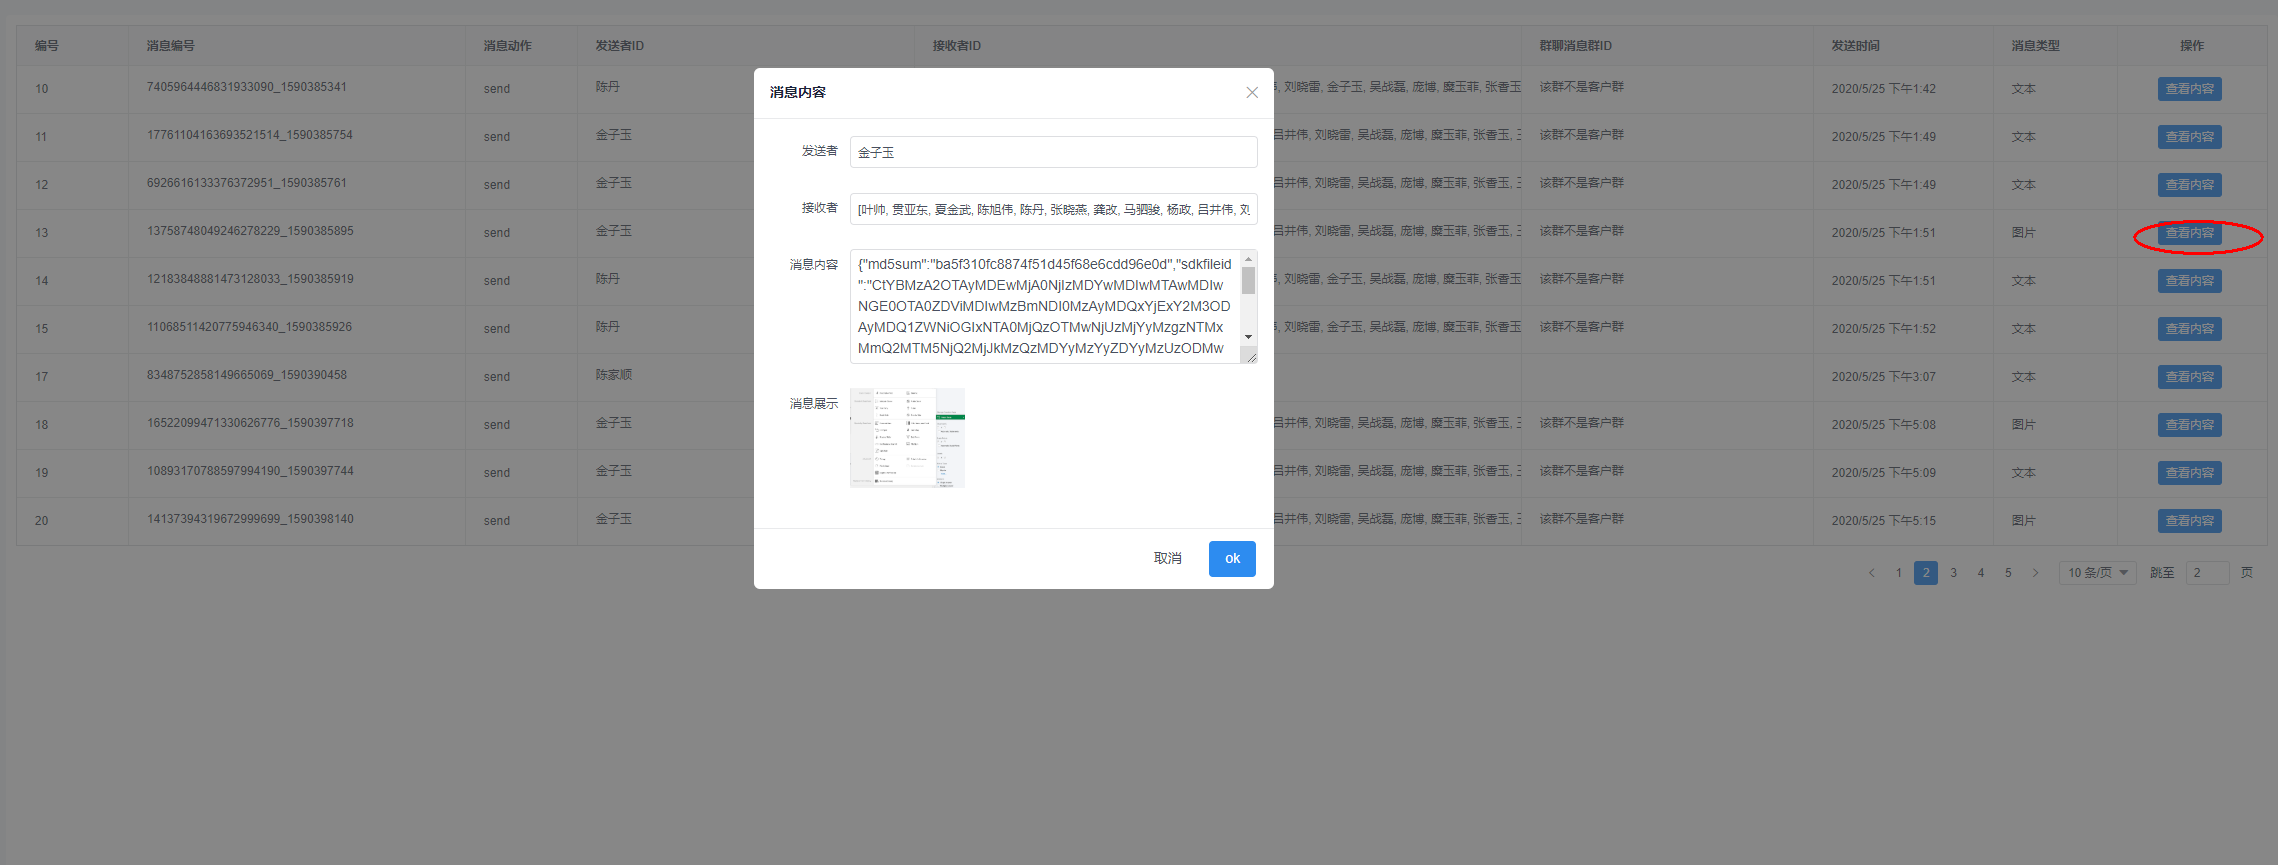 编号 消息编号 消息动作 发送者ID 接收者ID 群聊消息群ID 发送时间 消息类型 操作
10 7405964446831933090_1590385341 send 陈丹 刘晓雷, 金子玉, 吴战磊, 庞博, 糜玉菲, 张香玉 该群不是客户群 2020/5/25 下午1:42 文本 查看内容
11 17761104163693521514_1590385754 send 金子玉 吕井伟, 刘晓雷, 吴战磊, 庞博, 糜玉菲, 张香玉, 该群不是客户群 2020/5/25 下午1:49 文本 查看内容
12 6926616133376372951_1590385761 send 金子玉 吕井伟, 刘晓雷, 吴战磊, 庞博, 糜玉菲, 张香玉, 该群不是客户群 2020/5/25 下午1:49 文本 查看内容
13 13758748049246278229_1590385895 send 金子玉 吕井伟, 刘晓雷, 吴战磊, 庞博, 糜玉菲, 张香玉, 该群不是客户群 2020/5/25 下午1:51 图片 查看内容
14 12183848881473128033_1590385919 send 陈丹 刘晓雷, 金子玉, 吴战磊, 庞博, 糜玉菲, 张香玉 该群不是客户群 2020/5/25 下午1:51 文本 查看内容
15 11068511420775946340_1590385926 send 陈丹 刘晓雷, 金子玉, 吴战磊, 庞博, 糜玉菲, 张香玉 该群不是客户群 2020/5/25 下午1:52 文本 查看内容
17 8348752858149665069_1590390458 send 陈家顺 2020/5/25 下午3:07 文本 查看内容
18 16522099471330626776_1590397718 send 金子玉 吕井伟, 刘晓雷, 吴战磊, 庞博, 糜玉菲, 张香玉, 该群不是客户群 2020/5/25 下午5:08 图片 查看内容
19 10893170788597994190_1590397744 send 金子玉 吕井伟, 刘晓雷, 吴战磊, 庞博, 糜玉菲, 张香玉, 该群不是客户群 2020/5/25 下午5:09 文本 查看内容
20 14137394319672999699_1590398140 send 金子玉 吕井伟, 刘晓雷, 吴战磊, 庞博, 糜玉菲, 张香玉, 该群不是客户群 2020/5/25 下午5:15 图片 查看内容
1 2 3 4 5 10 条/页 跳至 2 页
消息内容
发送者 金子玉
接收者 [叶帅, 贯亚东, 夏金武, 陈旭伟, 陈丹, 张晓燕, 龚改, 马驷骏, 杨政, 吕井伟, 刘
消息内容 {"md5sum":"ba5f310fc8874f51d45f68e6cdd96e0d","sdkfileid
":"CtYBMzA2OTAyMDEwMjA0NjIzMDYwMDIwMTAwMDIw
NGE0OTA0ZDViMDIwMzBmNDI0MzAyMDQxYjExY2M3OD
AyMDQ1ZWNiOGIxNTA0MjQzOTMwNjUzMjYyMzgzNTMx
MmQ2MTM5NjQ2MjJkMzQzMDYyMzYyZDYyMzUzODMw
消息展示
取消 ok